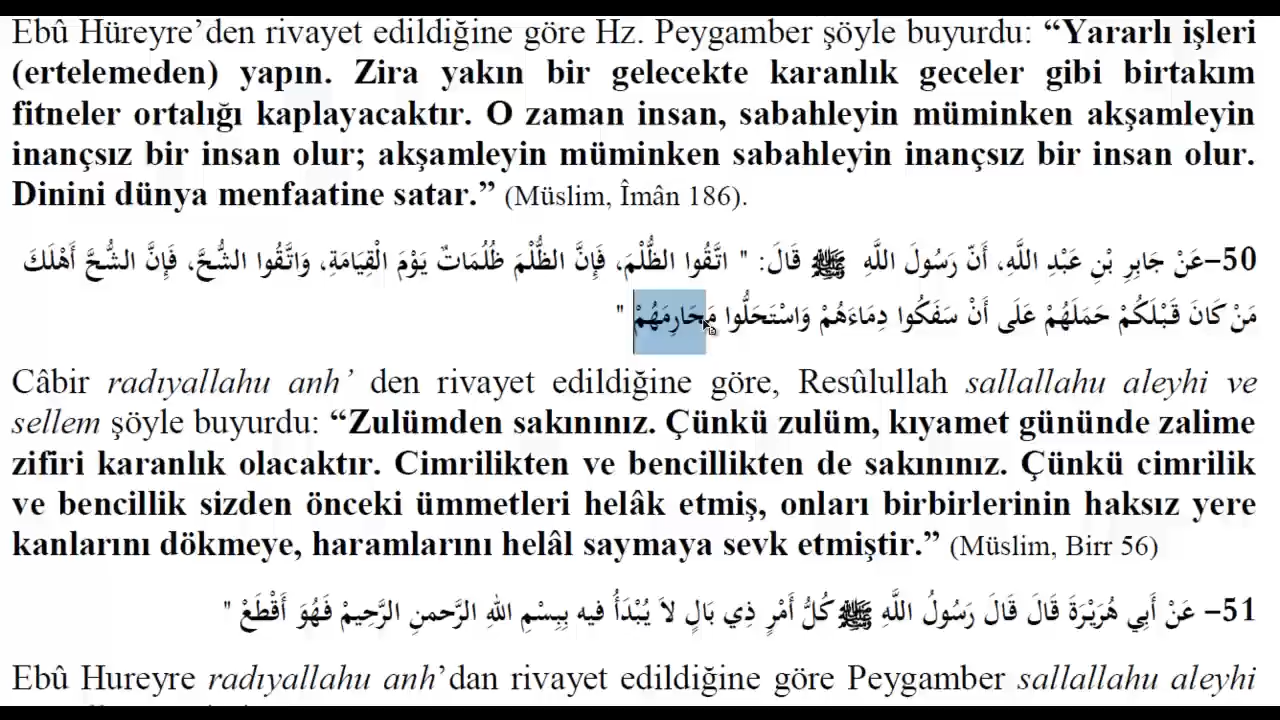 Ebû Hüreyre’den rivayet edildiğine göre Hz. Peygamber şöyle buyurdu: “Yararlı işleri
(ertelemeden) yapın. Zira yakın bir gelecekte karanlık geceler gibi birtakım
fitneler ortalığı kaplayacaktır. O zaman insan, sabahleyin müminken akşamleyin
inançsız bir insan olur; akşamleyin müminken sabahleyin inançsız bir insan olur.
Dinini dünya menfaatine satar.” (Müslim, Îmân 186).
50–عَنْ جَابِرِ بْنِ عَبْدِ اللَّهِ، أَنّ رَسُولَ اللَّهِ ﷺ قَالَ: " اتَّقُوا الظُّلْمَ، فَإِنَّ الظُّلْمَ ظُلُمَاتٌ يَوْمَ الْقِيَامَةِ، وَاتَّقُوا الشُّحَّ، فَإِنَّ الشُّحَّ أَهْلَكَ
مَنْ كَانَ قَبْلَكُمْ حَمَلَهُمْ عَلَى أَنْ سَفَكُوا دِمَاءَهُمْ وَاسْتَحَلُّوا مَحَارِمَهُمْ "
Câbir radıyallahu anh’ den rivayet edildiğine göre, Resûlullah sallallahu aleyhi ve
sellem şöyle buyurdu: “Zulümden sakınınız. Çünkü zulüm, kıyamet gününde zalime
zifiri karanlık olacaktır. Cimrilikten ve bencillikten de sakınınız. Çünkü cimrilik
ve bencillik sizden önceki ümmetleri helâk etmiş, onları birbirlerinin haksız yere
kanlarını dökmeye, haramlarını helâl saymaya sevk etmiştir.” (Müslim, Birr 56)
51– عَنْ أَبِي هُرَيْرَةَ قَالَ قَالَ رَسُولُ اللَّهِ ﷺ كُلُّ أَمْرٍ ذِي بَالٍ لاَ يُبْدَأُ فيه بِبِسْمِ اللهِ الرَّحمنِ الرَّحِيمْ فَهُوَ أَقْطَعْ "
Ebû Hureyre radıyallahu anh’dan rivayet edildiğine göre Peygamber sallallahu aleyhi